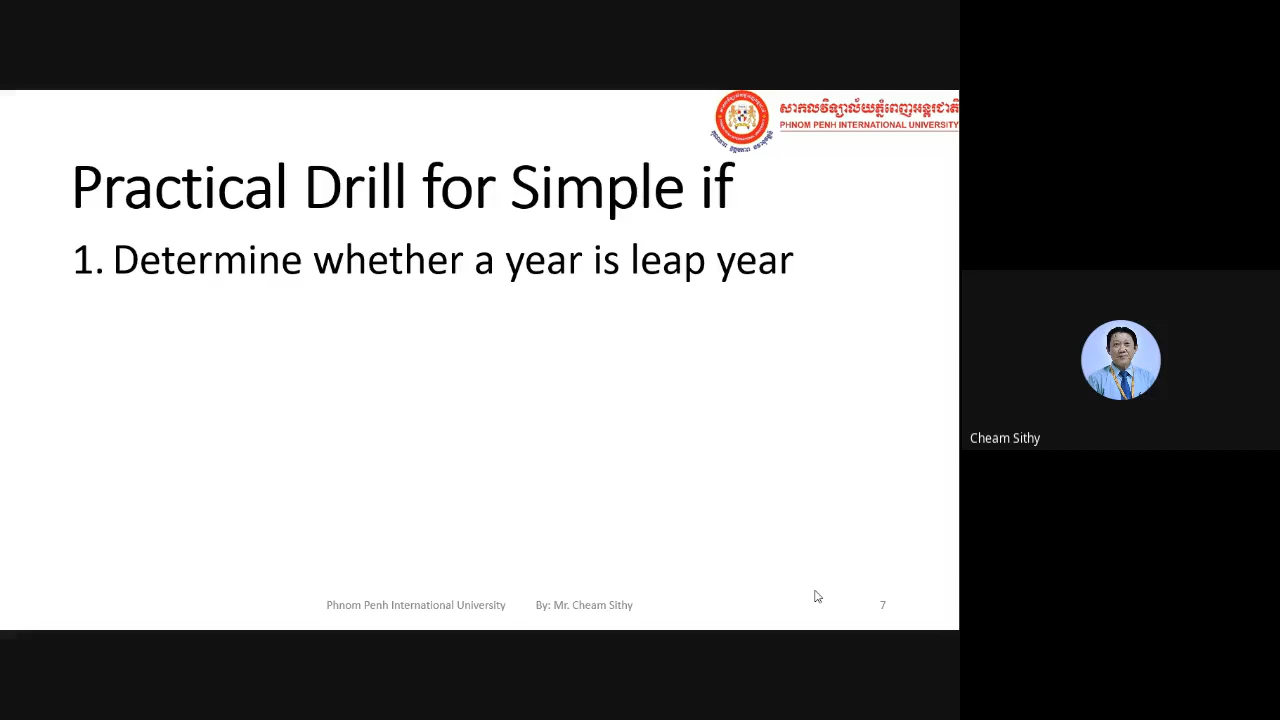 សាកលវិទ្យាល័យភ្នំពេញអន្តរជាតិ
PHNOM PENH INTERNATIONAL UNIVERSITY
Practical Drill for Simple if
1. Determine whether a year is leap year
Cheam Sithy
Phnom Penh International University By: Mr. Cheam Sithy 7